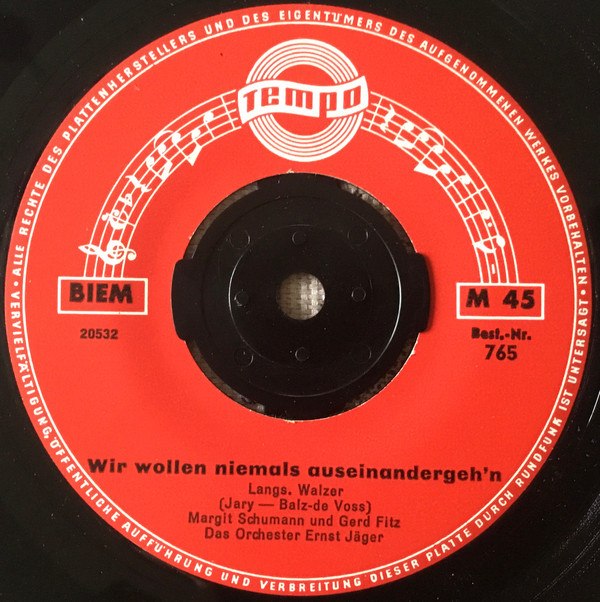 ALLE RECHTE DES PLATTENHERSTELLERS UND DES EIGENTÜMERS DES AUFGENOMMENEN WERKES VORBEHALTEN · VERVIELFÄLTIGUNG, ÖFFENTLICHE AUFFÜHRUNG UND VERBREITUNG DIESER PLATTE DURCH RUNDFUNK IST UNTERSAGT ·
Tempo
BIEM
M 45
20532
Best.-Nr.
765
Wir wollen niemals auseinandergeh'n
Langs. Walzer
(Jary — Balz-de Voss)
Margit Schumann und Gerd Fitz
Das Orchester Ernst Jäger